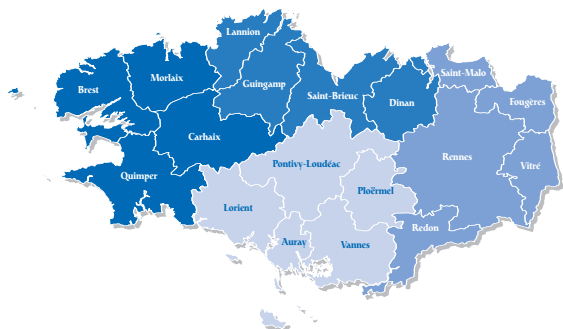 Lannion
Saint-Malo
Morlaix
Guingamp
Brest
Saint-Brieuc
Dinan
Fougères
Carhaix
Rennes
Pontivy-Loudéac
Vitré
Quimper
Ploërmel
Lorient
Redon
Auray
Vannes